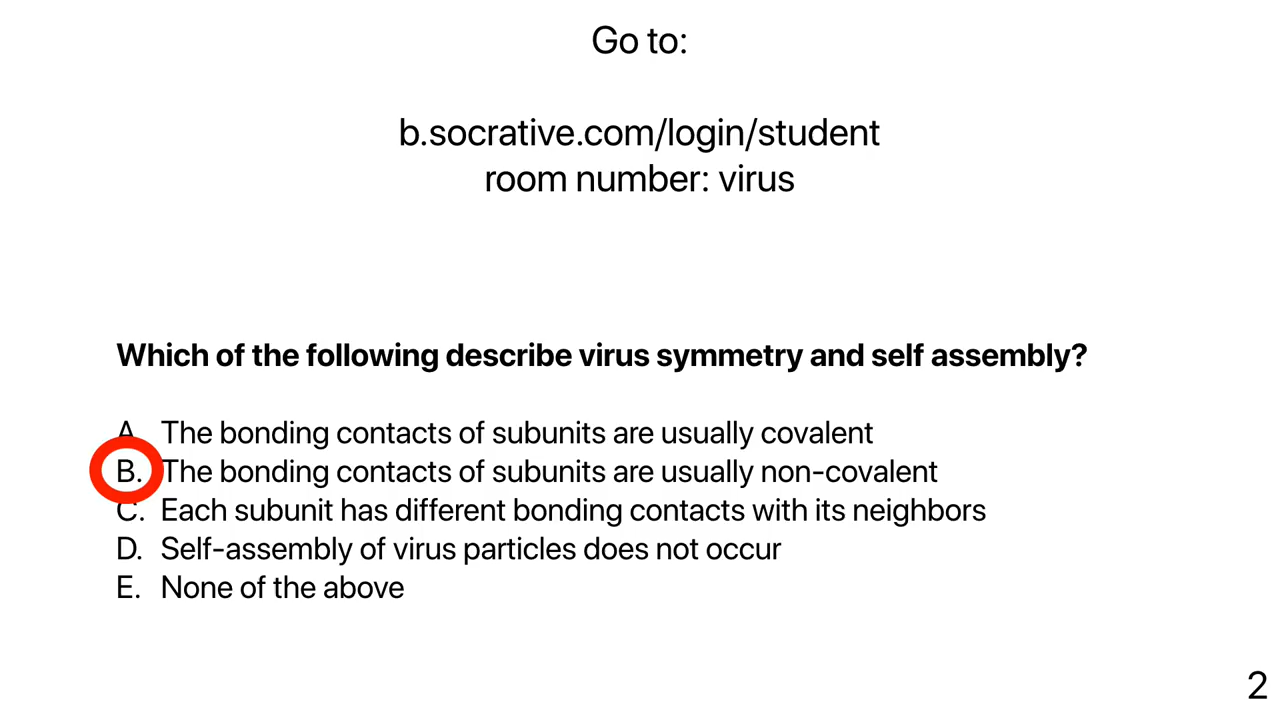 Go to:
b.socrative.com/login/student
room number: virus
Which of the following describe virus symmetry and self assembly?
A. The bonding contacts of subunits are usually covalent
B. The bonding contacts of subunits are usually non-covalent
C. Each subunit has different bonding contacts with its neighbors
D. Self-assembly of virus particles does not occur
E. None of the above
2